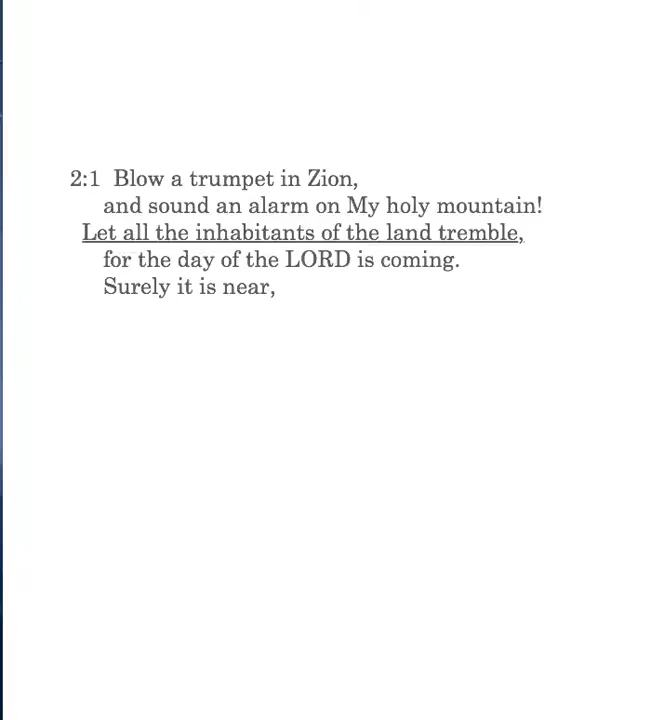 2:1 Blow a trumpet in Zion,
and sound an alarm on My holy mountain!
Let all the inhabitants of the land tremble,
for the day of the LORD is coming.
Surely it is near,